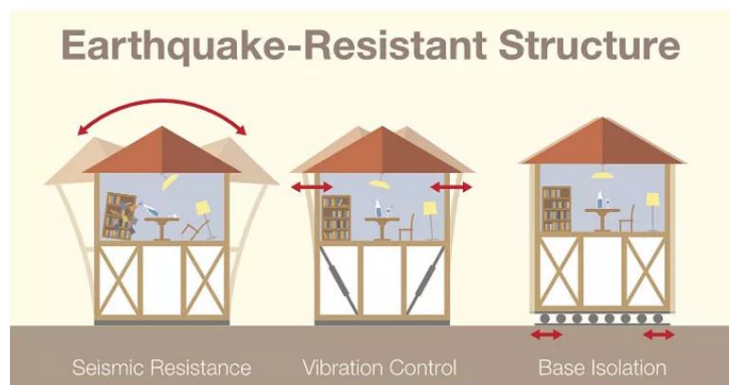 Earthquake-Resistant Structure
Seismic Resistance
Vibration Control
Base Isolation